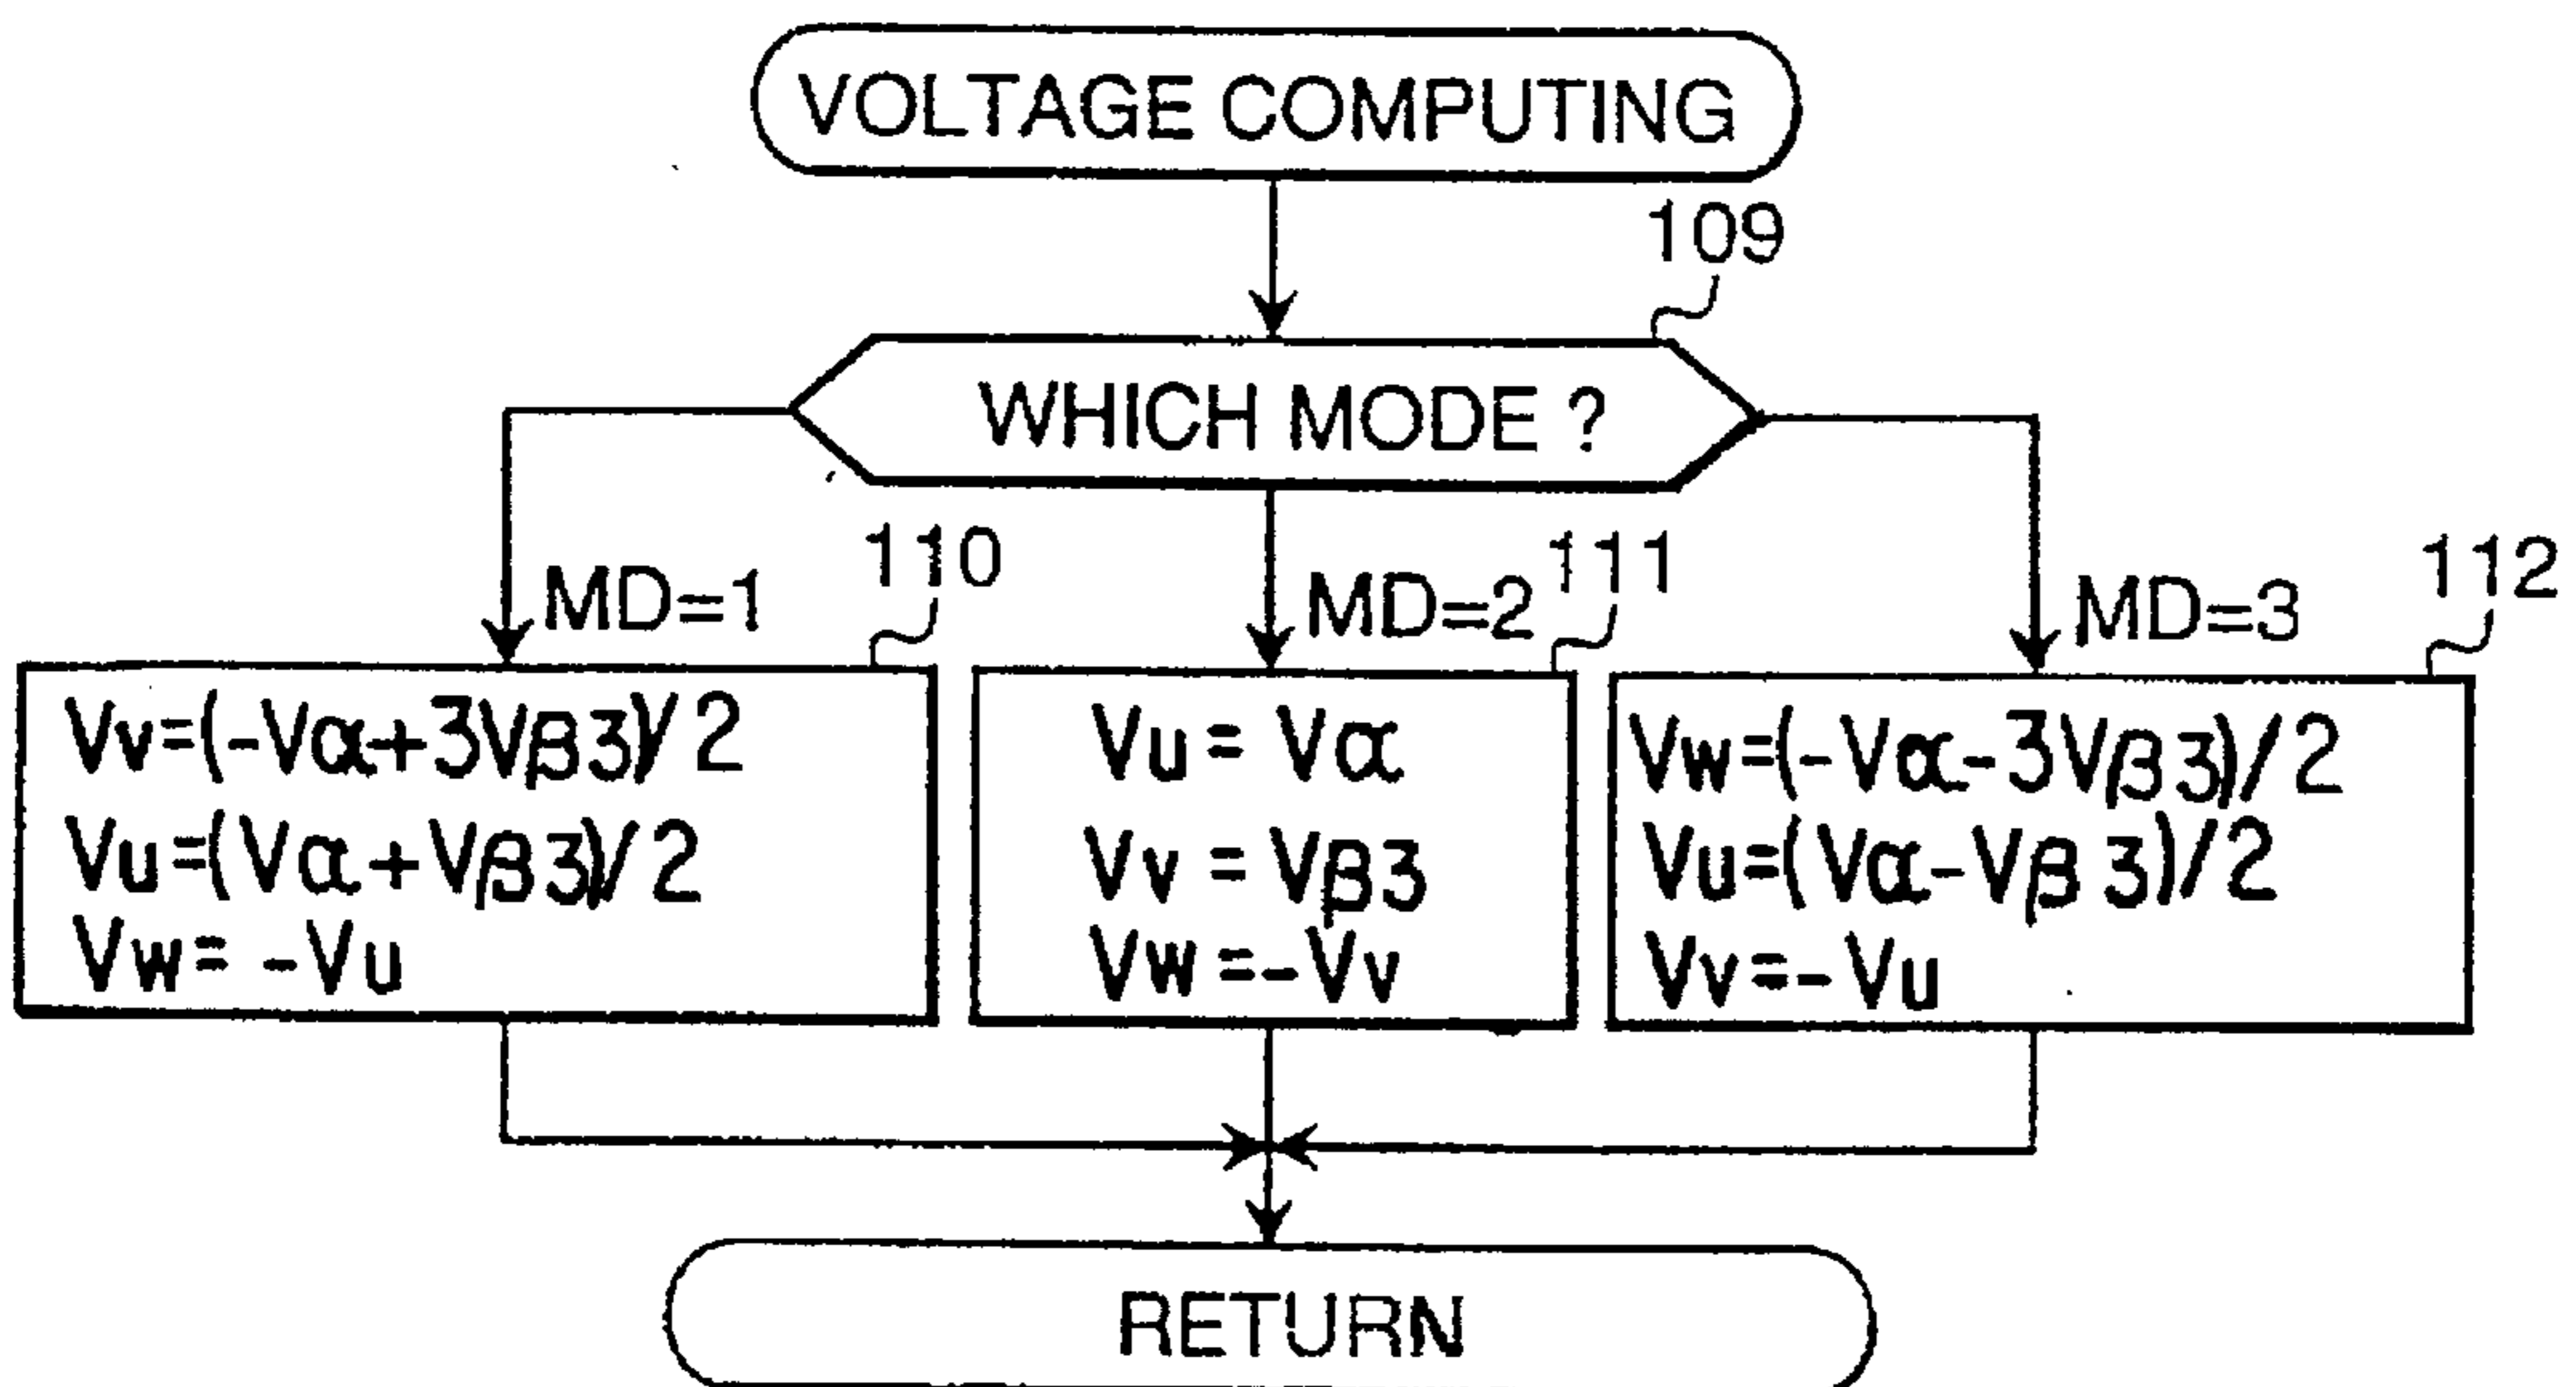 VOLTAGE COMPUTING
109
WHICH MODE ?
MD=1
110
MD=2
111
MD=3
112
Vv=(-Vα+3Vβ3)/2
Vu=(Vα+Vβ3)/2
Vw=-Vu
Vu=Vα
Vv=Vβ3
Vw=-Vv
Vw=(-Vα-3Vβ3)/2
Vu=(Vα-Vβ3)/2
Vv=-Vu
RETURN